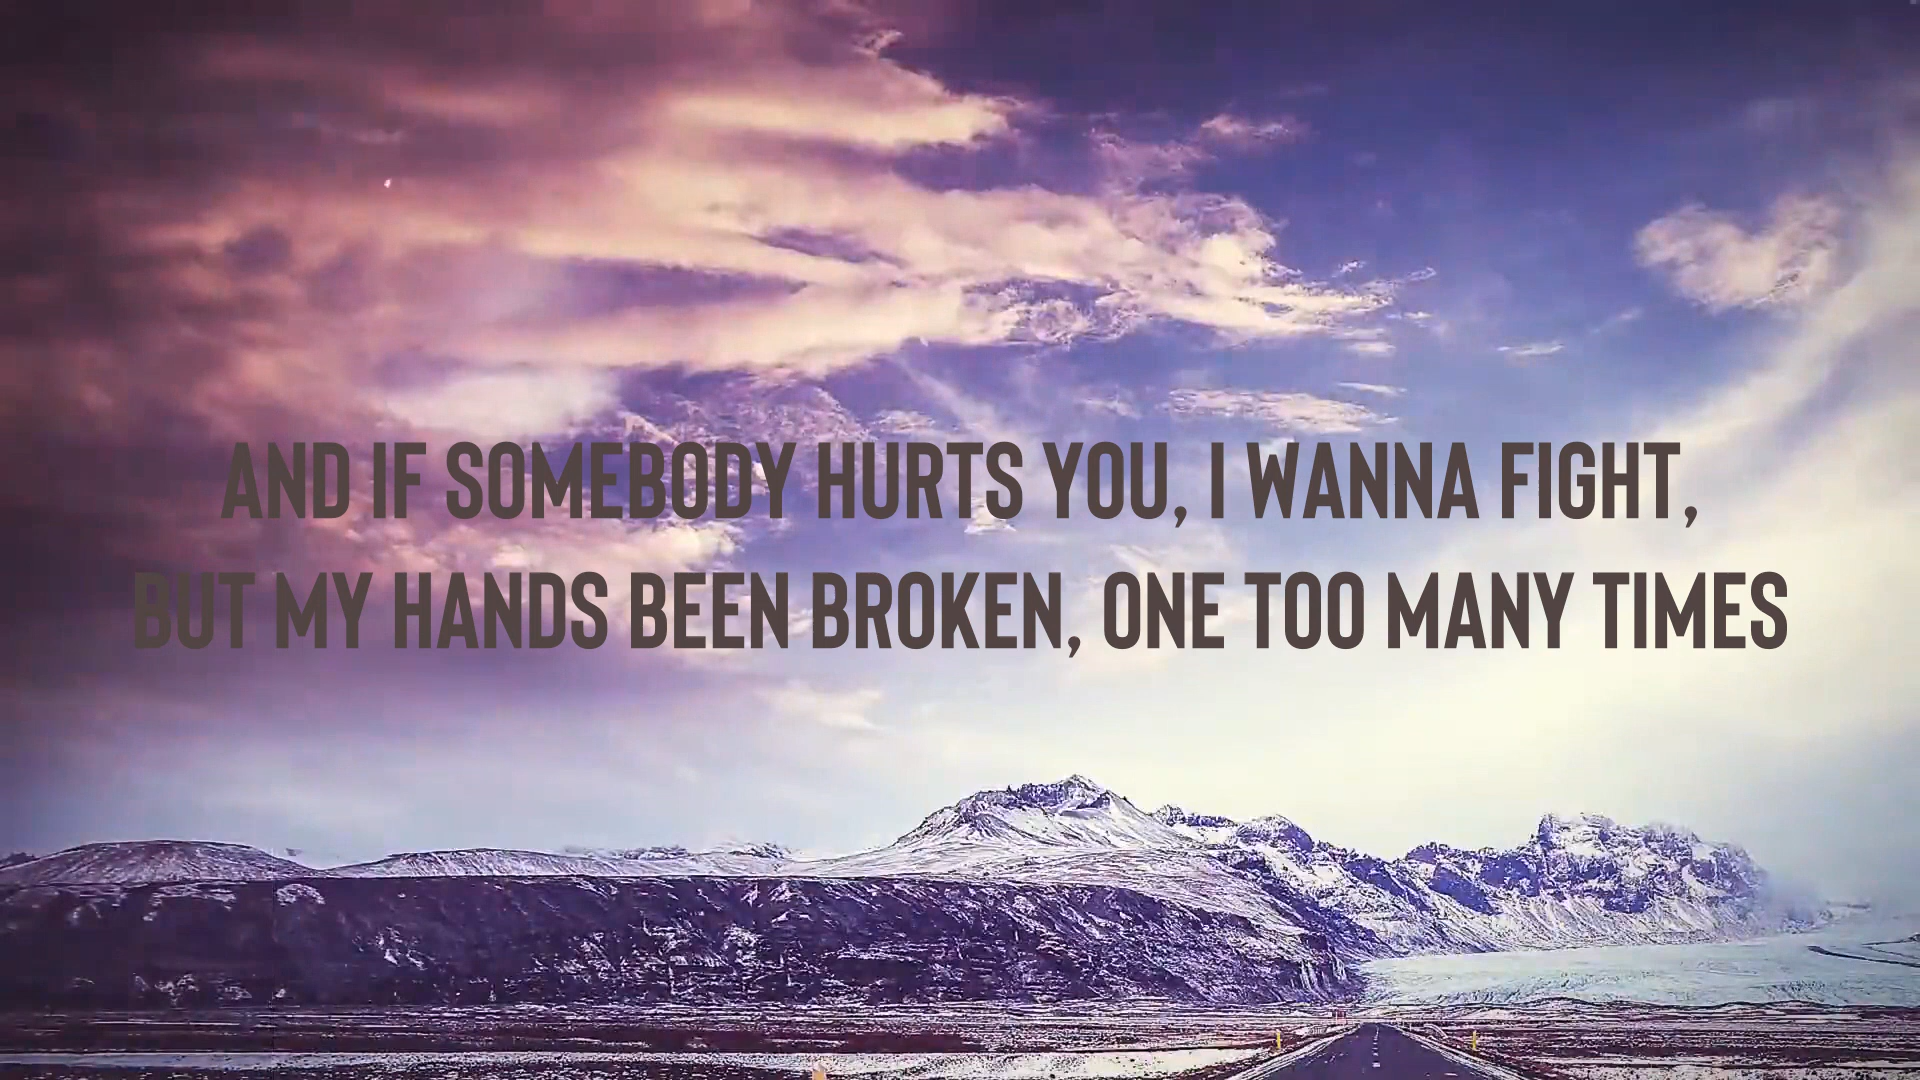 AND IF SOMEBODY HURTS YOU, I WANNA FIGHT,
BUT MY HANDS BEEN BROKEN, ONE TOO MANY TIMES